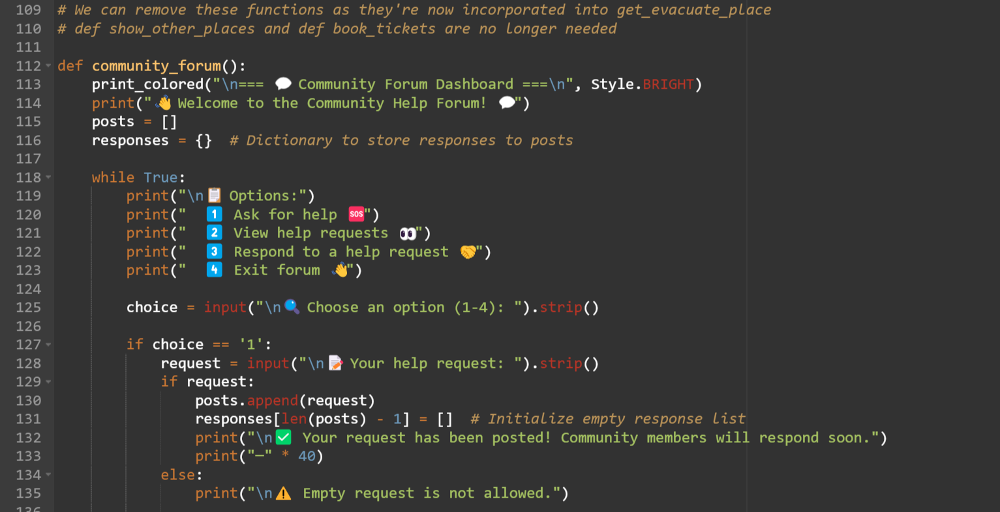 109 # We can remove these functions as they're now incorporated into get_evacuate_place
110 # def show_other_places and def book_tickets are no longer needed
111
112 def community_forum():
113     print_colored("\n=== 💬 Community Forum Dashboard ===\n", Style.BRIGHT)
114     print("👋 Welcome to the Community Help Forum! 💬")
115     posts = []
116     responses = {}  # Dictionary to store responses to posts
117
118     while True:
119         print("\n📋 Options:")
120         print("  1️⃣ Ask for help 🆘")
121         print("  2️⃣ View help requests 👀")
122         print("  3️⃣ Respond to a help request 🤝")
123         print("  4️⃣ Exit forum 👋")
124
125         choice = input("\n🔍 Choose an option (1-4): ").strip()
126
127         if choice == '1':
128             request = input("\n📝 Your help request: ").strip()
129             if request:
130                 posts.append(request)
131                 responses[len(posts) - 1] = []  # Initialize empty response list
132                 print("\n✅ Your request has been posted! Community members will respond soon.")
133                 print("─" * 40)
134             else:
135                 print("\n⚠️ Empty request is not allowed.")
136